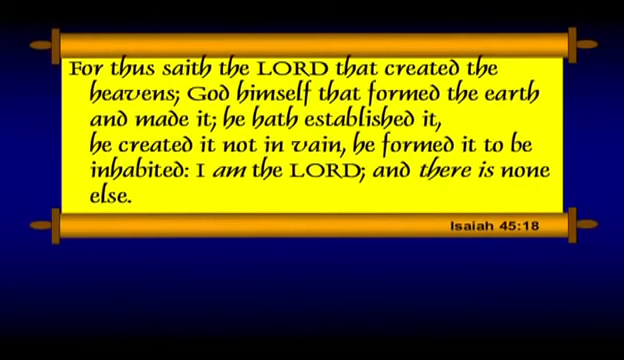 For thus saith the LORD that created the
heavens; God himself that formed the earth
and made it; he hath established it,
he created it not in vain, he formed it to be
inhabited: I am the LORD; and there is none
else.
Isaiah 45:18